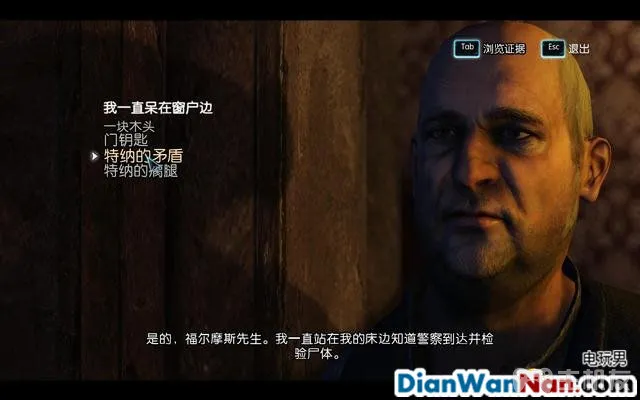 Tab 浏览证据 Esc 退出
我一直呆在窗户边
一块木头
门钥匙
特纳的矛盾
特纳的瘸腿
是的，福尔摩斯先生。我一直站在我的床边知道警察到达并检
验尸体。
电玩男
DianWanNan.com